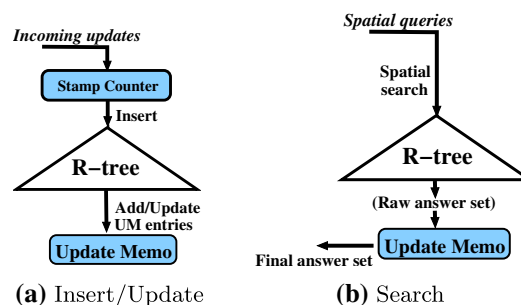 Incoming updates
Stamp Counter
Insert
R-tree
Add/Update
UM entries
Update Memo
(a) Insert/Update
Spatial queries
Spatial
search
R-tree
(Raw answer set)
Update Memo
Final answer set
(b) Search